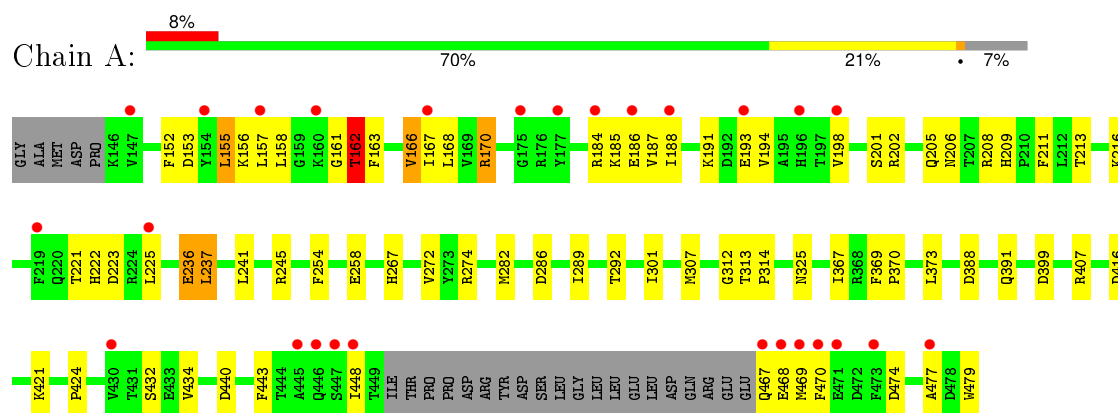 8%
Chain A:
70% 21% • 7%
GLY ALA MET ASP PRO K146 V147 F152 D153 Y154 L155 K156 L157 L158 G159 K160 G161 T162 F163 V166 I167 L168 V169 R170 G175 R176 Y177 R184 K185 E186 V187 I188 K191 D192 E193 V194 A195 H196 T197 V198 S201 R202 Q205 N206 T207 R208 H209 P210 F211 L212 T213 K216
F219 Q220 T221 H222 D223 R224 L225 E236 L237 L241 R245 F254 E258 H267 V272 Y273 R274 M282 D286 I289 T292 I301 M307 G312 T313 P314 N325 I367 R368 F369 P370 L373 D388 Q391 D399 R407
K421 P424 V430 T431 S432 E433 V434 D440 F443 T444 A445 Q446 S447 I448 T449 ILE THR PRO PRO ASP ARG TYR ASP SER LEU GLY LEU LEU GLU LEU ASP GLN ARG GLU GLU Q467 E468 M469 F470 E471 D472 F473 D474 A477 D478 W479